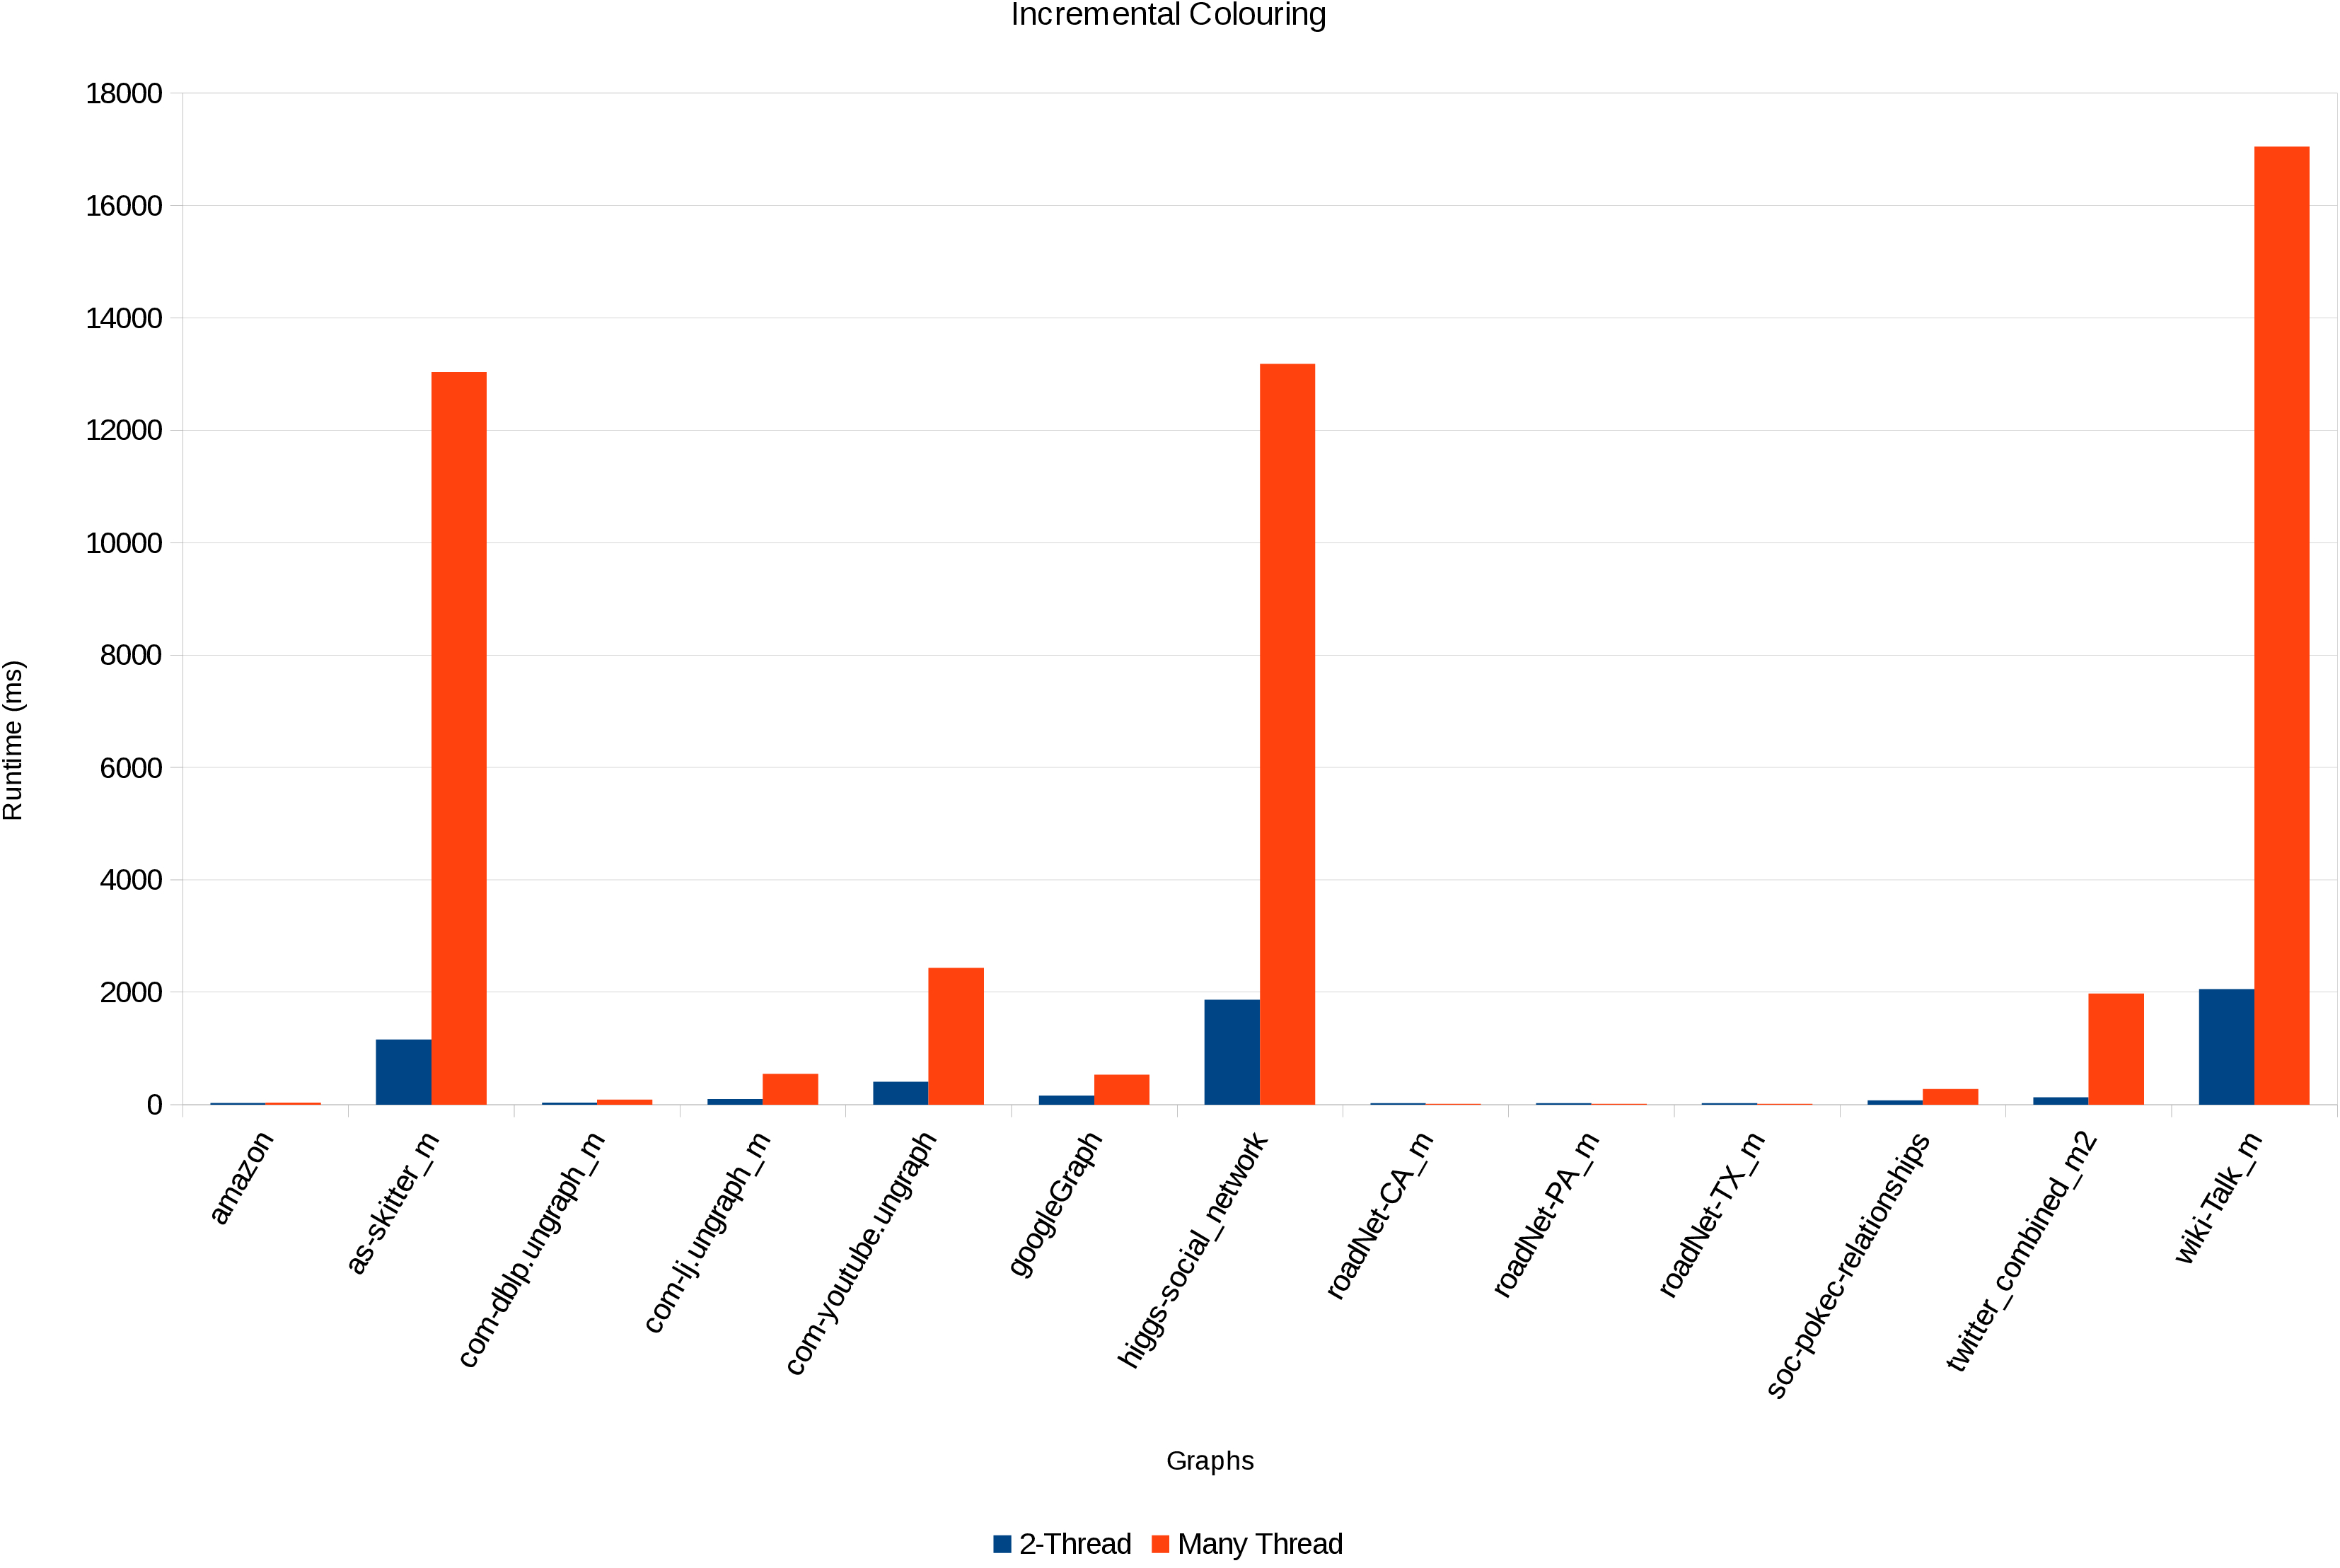 Incremental Colouring
18000
16000
14000
12000
10000
8000
6000
4000
2000
0
Runtime (ms)
amazon
as-skitter_m
com-dblp.ungraph_m
com-lj.ungraph_m
com-youtube.ungraph
googleGraph
higgs-social_network
roadNet-CA_m
roadNet-PA_m
roadNet-TX_m
soc-pokec-relationships
twitter_combined_m2
wiki-Talk_m
Graphs
2-Thread
Many Thread